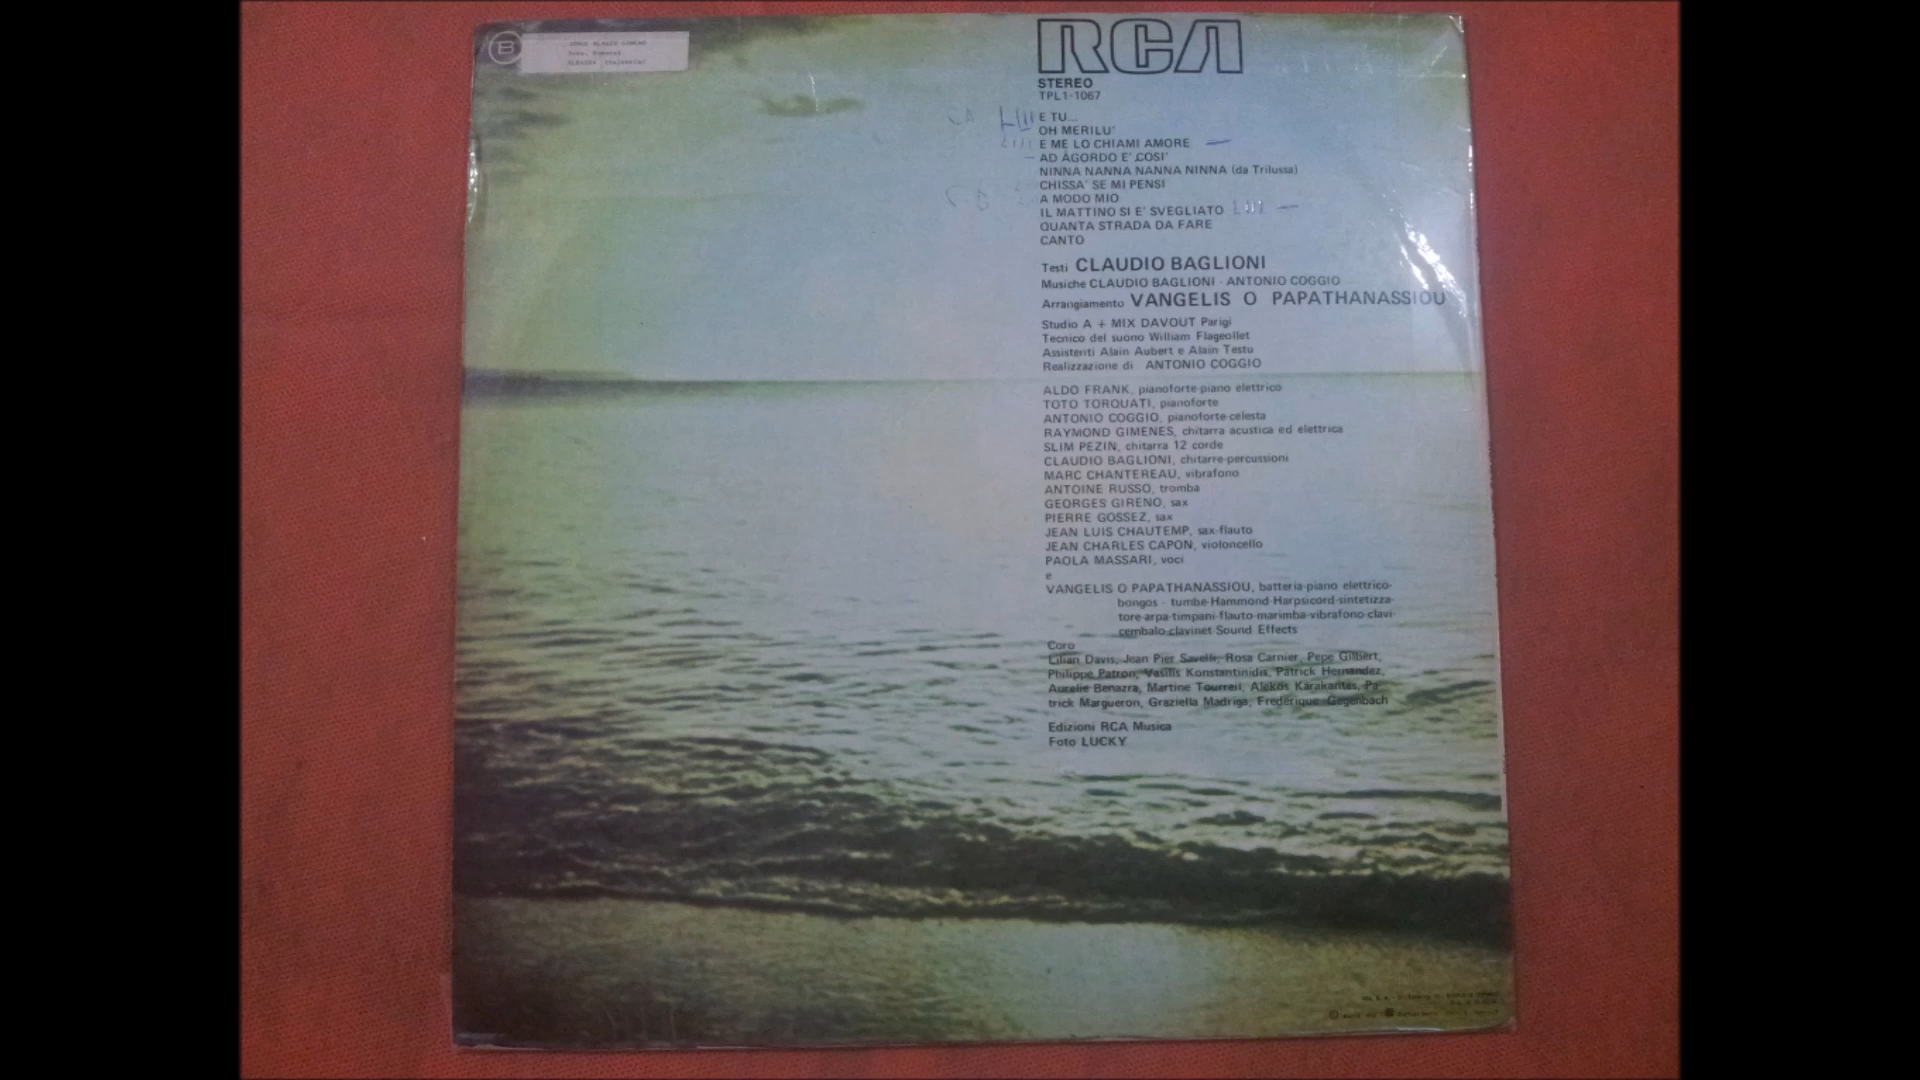 B
RCA
STEREO
TPL1-1067
E TU...
OH MERILU'
E ME LO CHIAMI AMORE
AD AGORDO E' COSI'
NINNA NANNA NANNA NINNA (da Trilussa)
CHISSA' SE MI PENSI
A MODO MIO
IL MATTINO SI E' SVEGLIATO
QUANTA STRADA DA FARE
CANTO
Testi CLAUDIO BAGLIONI
Musiche CLAUDIO BAGLIONI - ANTONIO COGGIO
Arrangiamento VANGELIS O PAPATHANASSIOU
Studio A + MIX DAVOUT Parigi
Tecnico del suono William Flageollet
Assistenti Alain Aubert e Alain Testu
Realizzazione di ANTONIO COGGIO
ALDO FRANK, pianoforte-piano elettrico
TOTO TORQUATI, pianoforte
ANTONIO COGGIO, pianoforte-celesta
RAYMOND GIMENES, chitarra acustica ed elettrica
SLIM PEZIN, chitarra 12 corde
CLAUDIO BAGLIONI, chitarre-percussioni
MARC CHANTEREAU, vibrafono
ANTOINE RUSSO, tromba
GEORGES GIRENO, sax
PIERRE GOSSEZ, sax
JEAN LUIS CHAUTEMP, sax-flauto
JEAN CHARLES CAPON, violoncello
PAOLA MASSARI, voci
e
VANGELIS O PAPATHANASSIOU, batteria-piano elettrico-
bongos - tumbe-Hammond-Harpsicord-sintetizza-
tore-arpa-timpani-flauto-marimba-vibrafono-clavi-
cembalo-clavinet-Sound Effects
Coro
Lilian Davis, Jean Pier Savelli, Rosa Carnier, Pepe Gilbert,
Philippe Patron, Vasilis Konstantinidis, Patrick Hernandez,
Aurelie Benazra, Martine Tourreil, Alekos Karakantas, Pa-
trick Margueron, Graziella Madriga, Frederique Gegenbach
Edizioni RCA Musica
Foto LUCKY